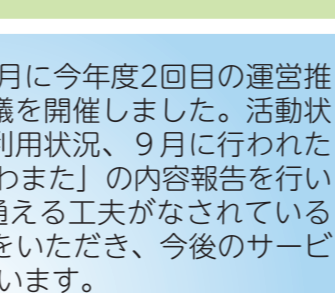 月に今年度2回目の運営推
議を開催しました。活動状
利用状況、９月に行われた
わまた」の内容報告を行い
通える工夫がなされている
をいただき、今後のサービ
います。